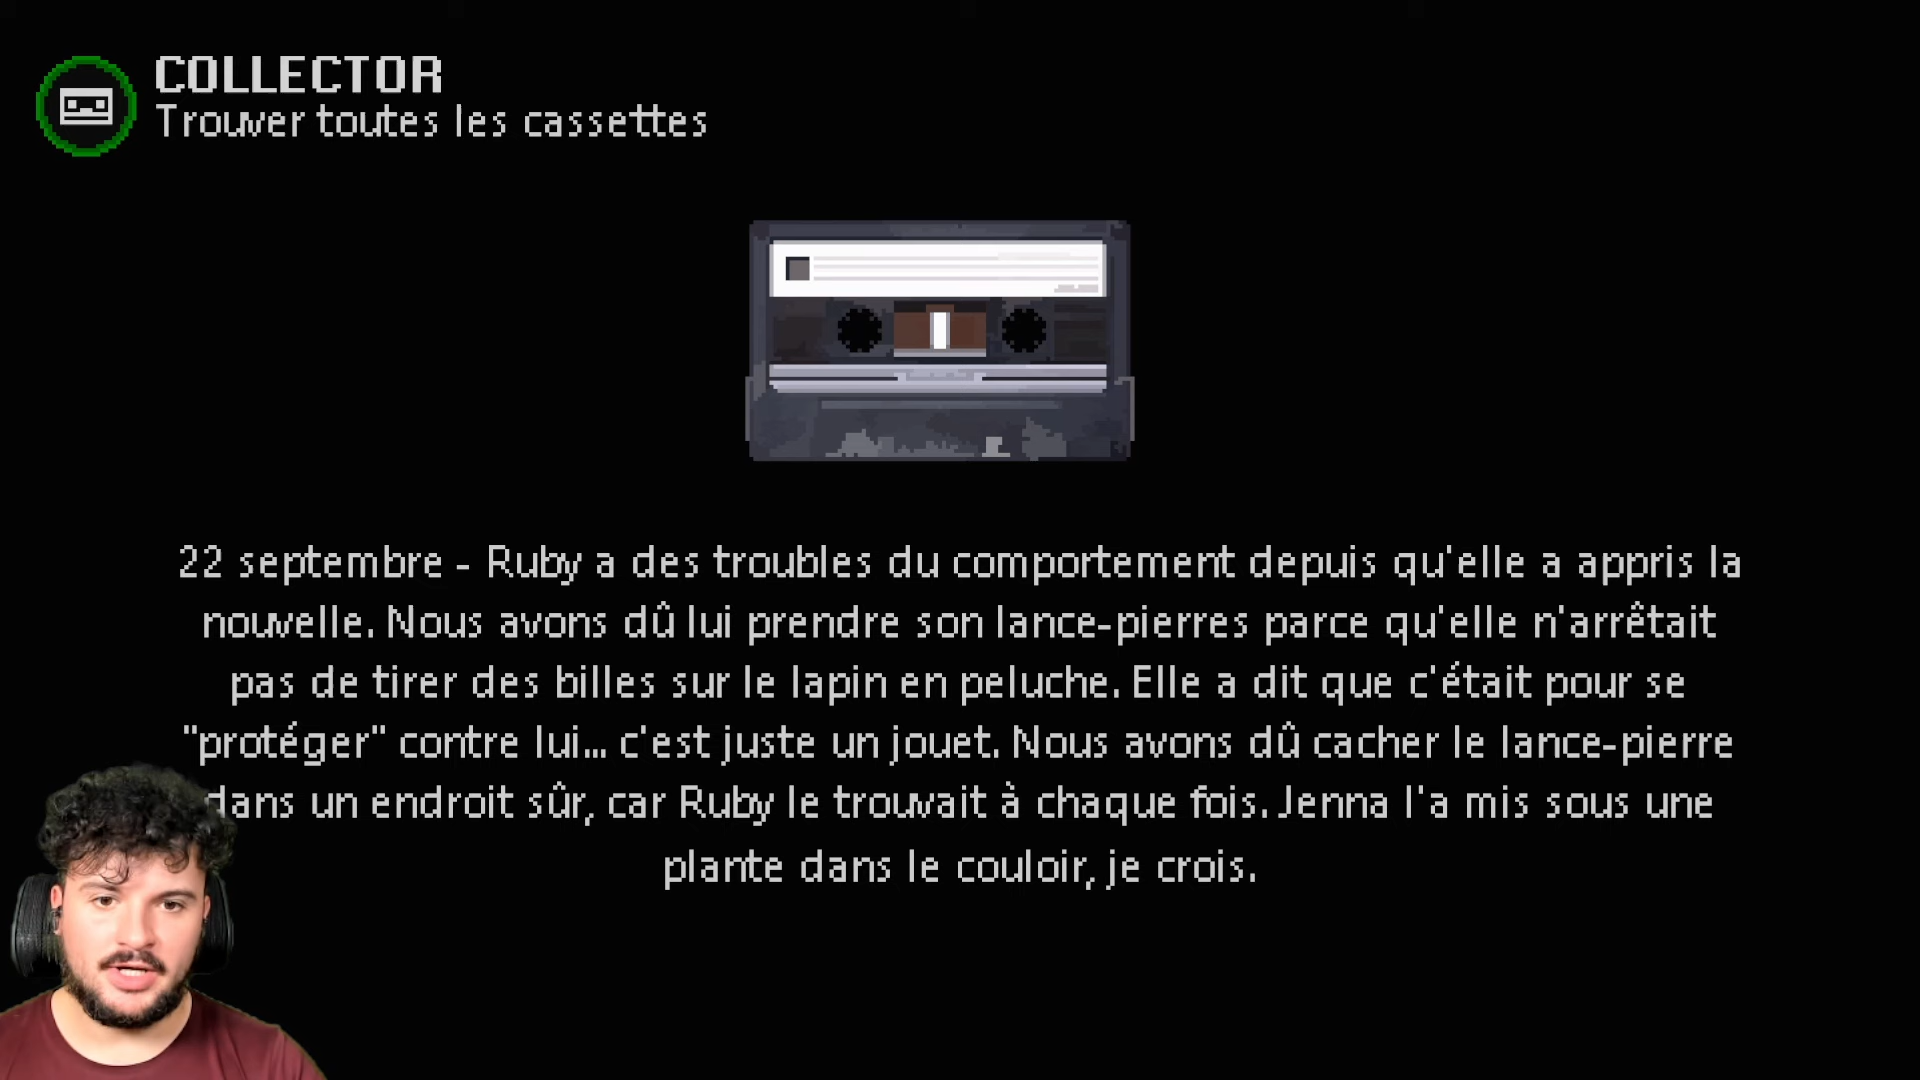 COLLECTOR
Trouver toutes les cassettes
22 septembre - Ruby a des troubles du comportement depuis qu'elle a appris la
nouvelle. Nous avons dû lui prendre son lance-pierres parce qu'elle n'arrêtait
pas de tirer des billes sur le lapin en peluche. Elle a dit que c'était pour se
"protéger" contre lui... c'est juste un jouet. Nous avons dû cacher le lance-pierre
dans un endroit sûr, car Ruby le trouvait à chaque fois. Jenna l'a mis sous une
plante dans le couloir, je crois.